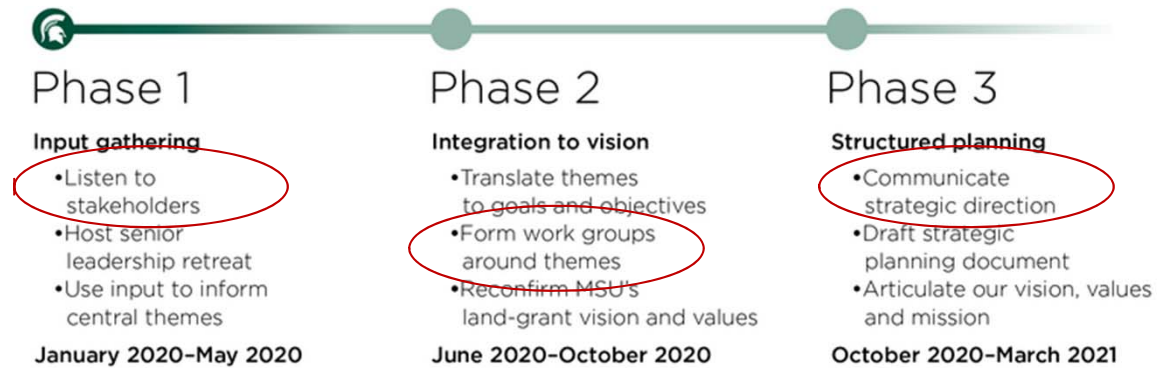 Phase 1
Input gathering
•Listen to
stakeholders
•Host senior
leadership retreat
•Use input to inform
central themes
January 2020–May 2020
Phase 2
Integration to vision
•Translate themes
to goals and objectives
•Form work groups
around themes
•Reconfirm MSU's
land-grant vision and values
June 2020–October 2020
Phase 3
Structured planning
•Communicate
strategic direction
•Draft strategic
planning document
•Articulate our vision, values
and mission
October 2020–March 2021